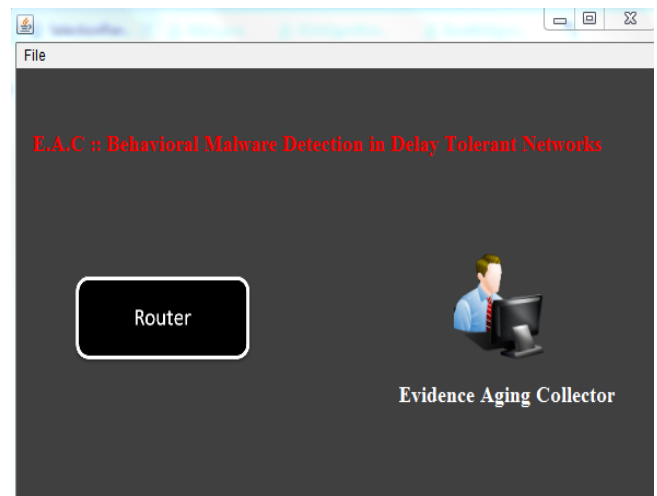 File
E.A.C :: Behavioral Malware Detection in Delay Tolerant Networks
Router
Evidence Aging Collector